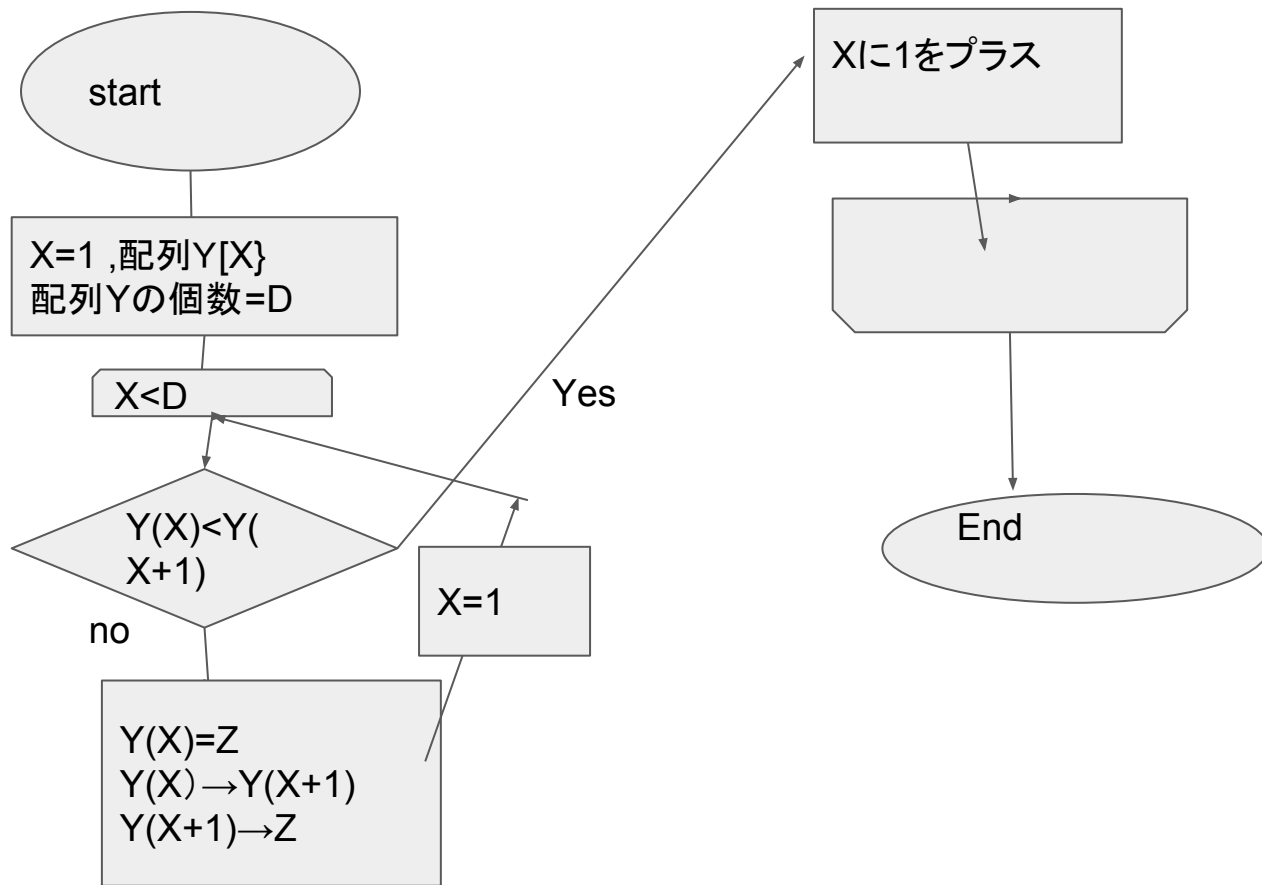 start
X=1 ,配列Y[X}
配列Yの個数=D
X<D
Y(X)<Y(
X+1)
no
Y(X)=Z
Y(X）→Y(X+1)
Y(X+1)→Z
X=1
Yes
Xに1をプラス
End